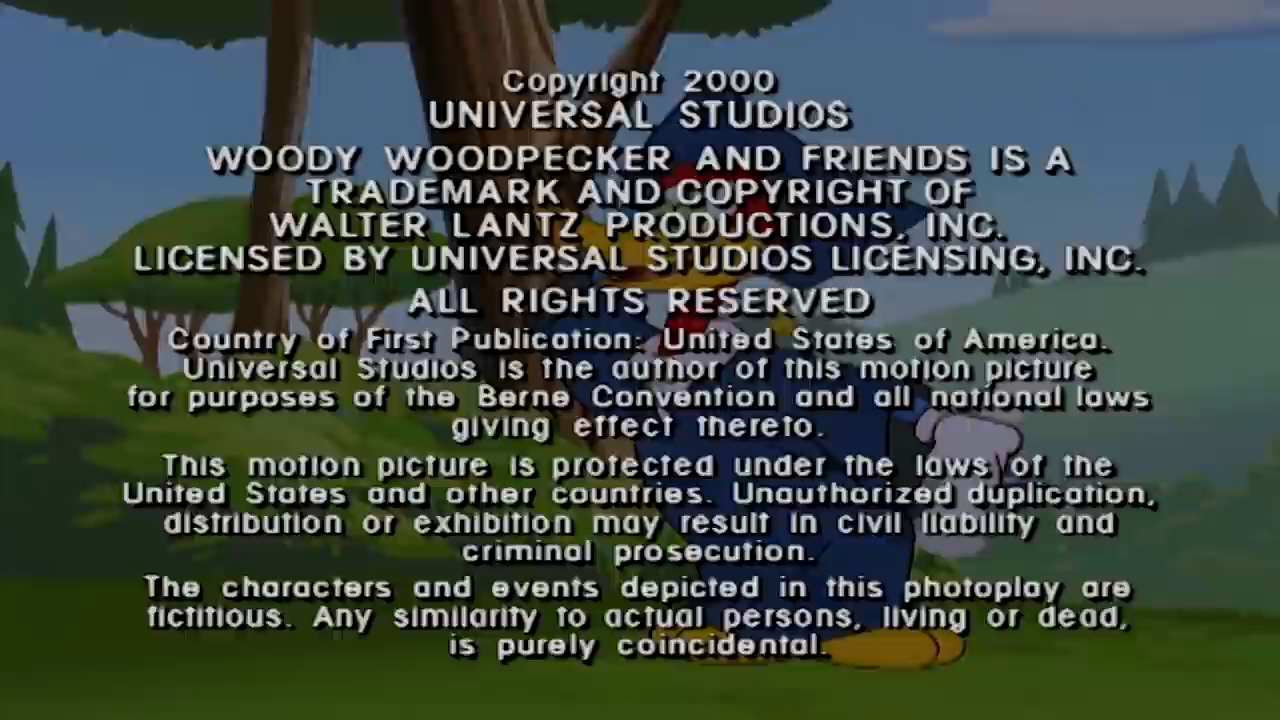 Copyright 2000
UNIVERSAL STUDIOS
WOODY WOODPECKER AND FRIENDS IS A
TRADEMARK AND COPYRIGHT OF
WALTER LANTZ PRODUCTIONS, INC.
LICENSED BY UNIVERSAL STUDIOS LICENSING, INC.
ALL RIGHTS RESERVED
Country of First Publication: United States of America.
Universal Studios is the author of this motion picture
for purposes of the Berne Convention and all national laws
giving effect thereto.
This motion picture is protected under the laws of the
United States and other countries. Unauthorized duplication,
distribution or exhibition may result in civil liability and
criminal prosecution.
The characters and events depicted in this photoplay are
fictitious. Any similarity to actual persons, living or dead,
is purely coincidental.